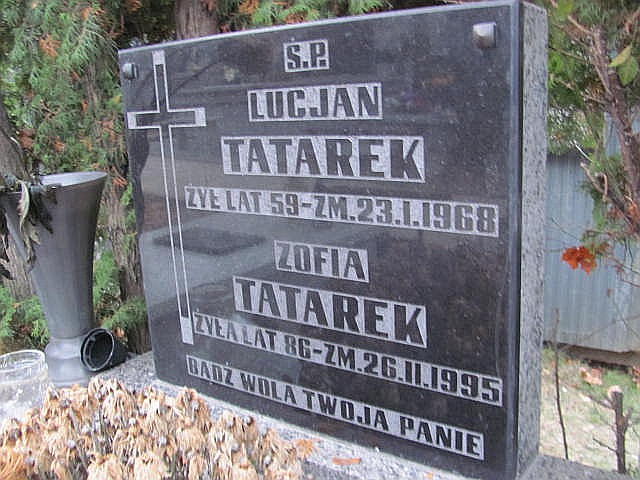 Ś.P.
LUCJAN
TATAREK
ŻYŁ LAT 59-ZM.23.I.1968
ZOFIA
TATAREK
ŻYŁA LAT 86-ZM.26.II.1995
BĄDŹ WOLA TWOJA PANIE